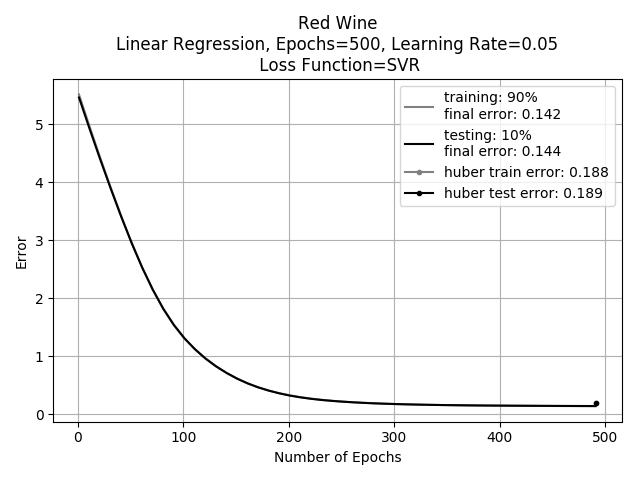 Red Wine
Linear Regression, Epochs=500, Learning Rate=0.05
Loss Function=SVR
training: 90%
final error: 0.142
testing: 10%
final error: 0.144
huber train error: 0.188
huber test error: 0.189
Error
5
4
3
2
1
0
0 100 200 300 400 500
Number of Epochs